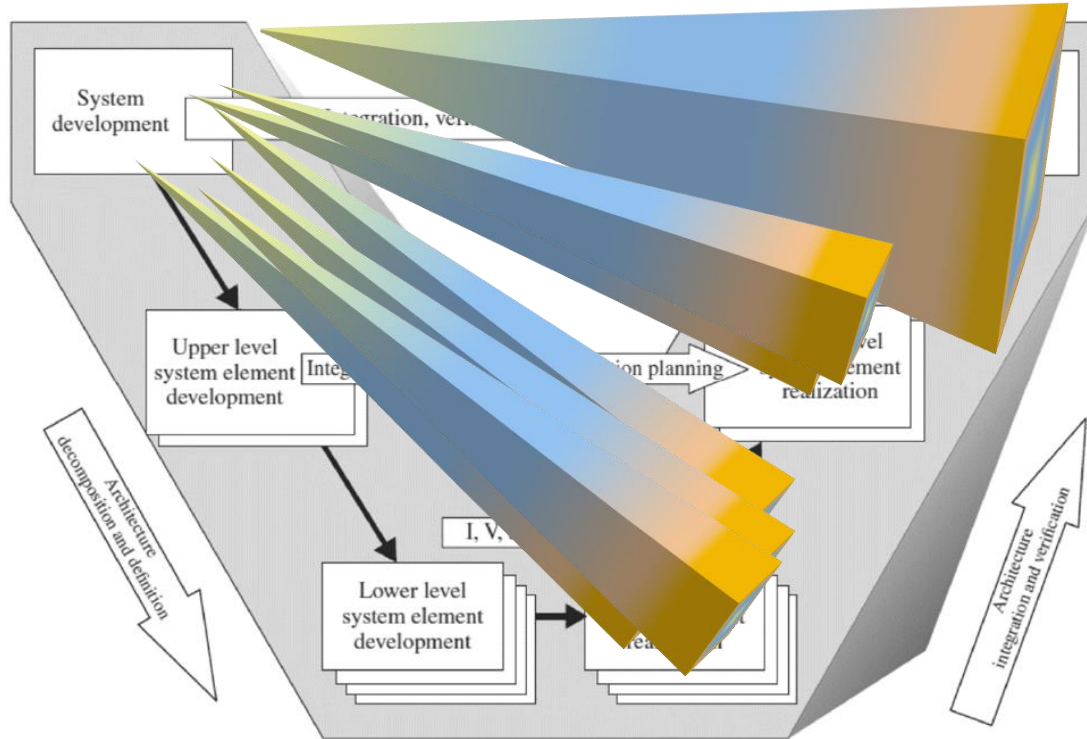 System
development
Integration, veri
Upper level
system element
development
Integ
ion planning
realization
Architecture
decomposition and definition
I, V,
Lower level
system element
development
Architecture
integration and verification